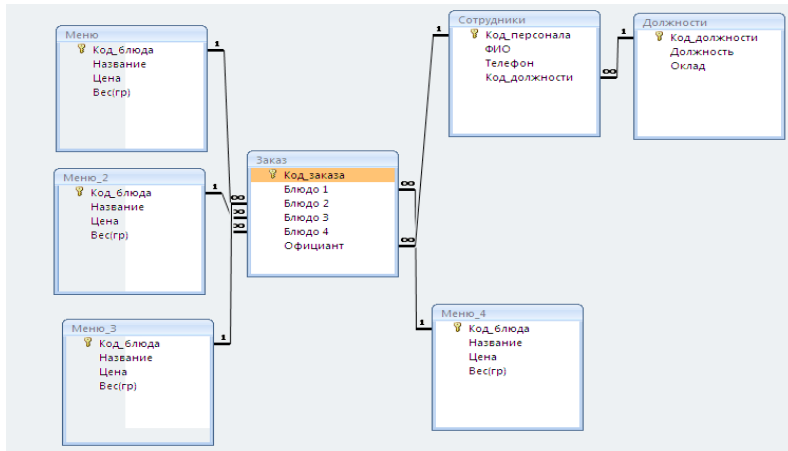 Меню
Код_блюда
Название
Цена
Вес(гр)
1
Меню_2
Код_блюда
Название
Цена
Вес(гр)
1
Меню_3
Код_блюда
Название
Цена
Вес(гр)
1
Заказ
Код_заказа
Блюдо 1
Блюдо 2
Блюдо 3
Блюдо 4
Официант
∞
∞
∞
∞
∞
Сотрудники
Код_персонала
ФИО
Телефон
Код_должности
1
∞
Должности
Код_должности
Должность
Оклад
1
Меню_4
Код_блюда
Название
Цена
Вес(гр)
1